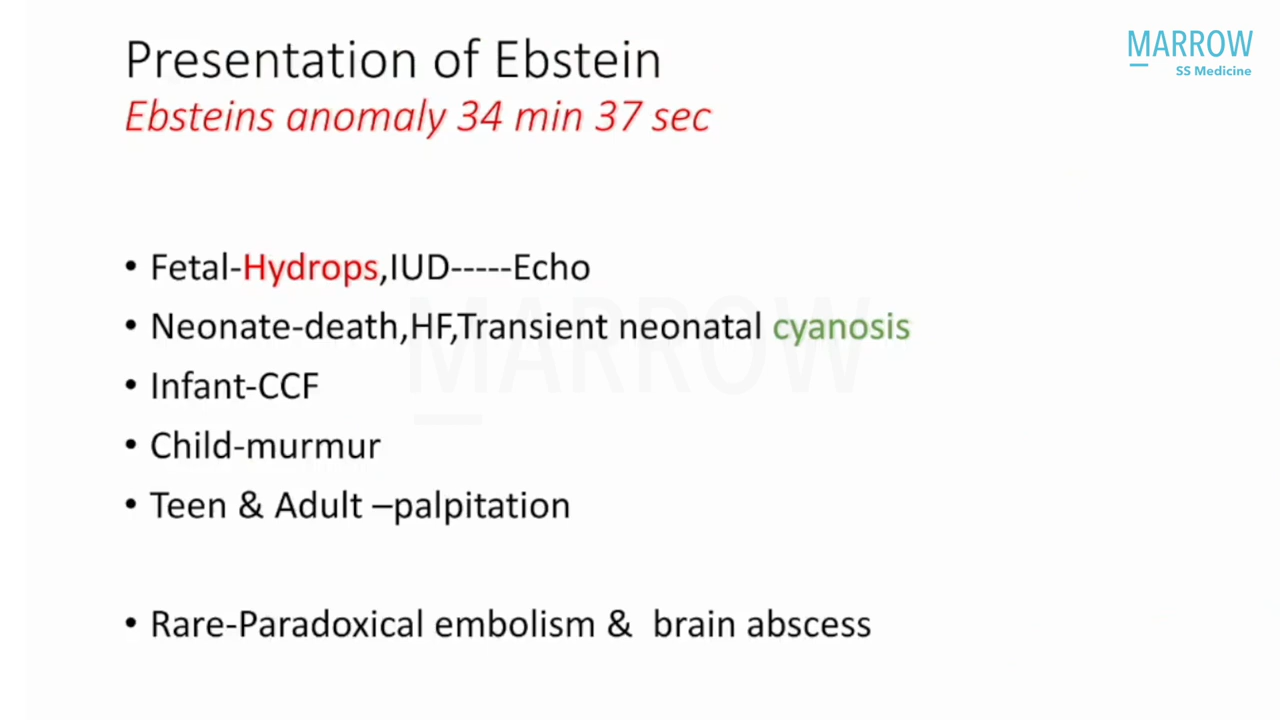 Presentation of Ebstein
MARROW
SS Medicine
Ebsteins anomaly 34 min 37 sec
• Fetal-Hydrops,IUD-----Echo
• Neonate-death,HF,Transient neonatal cyanosis
MARROW
• Infant-CCF
• Child-murmur
• Teen & Adult –palpitation
• Rare-Paradoxical embolism & brain abscess